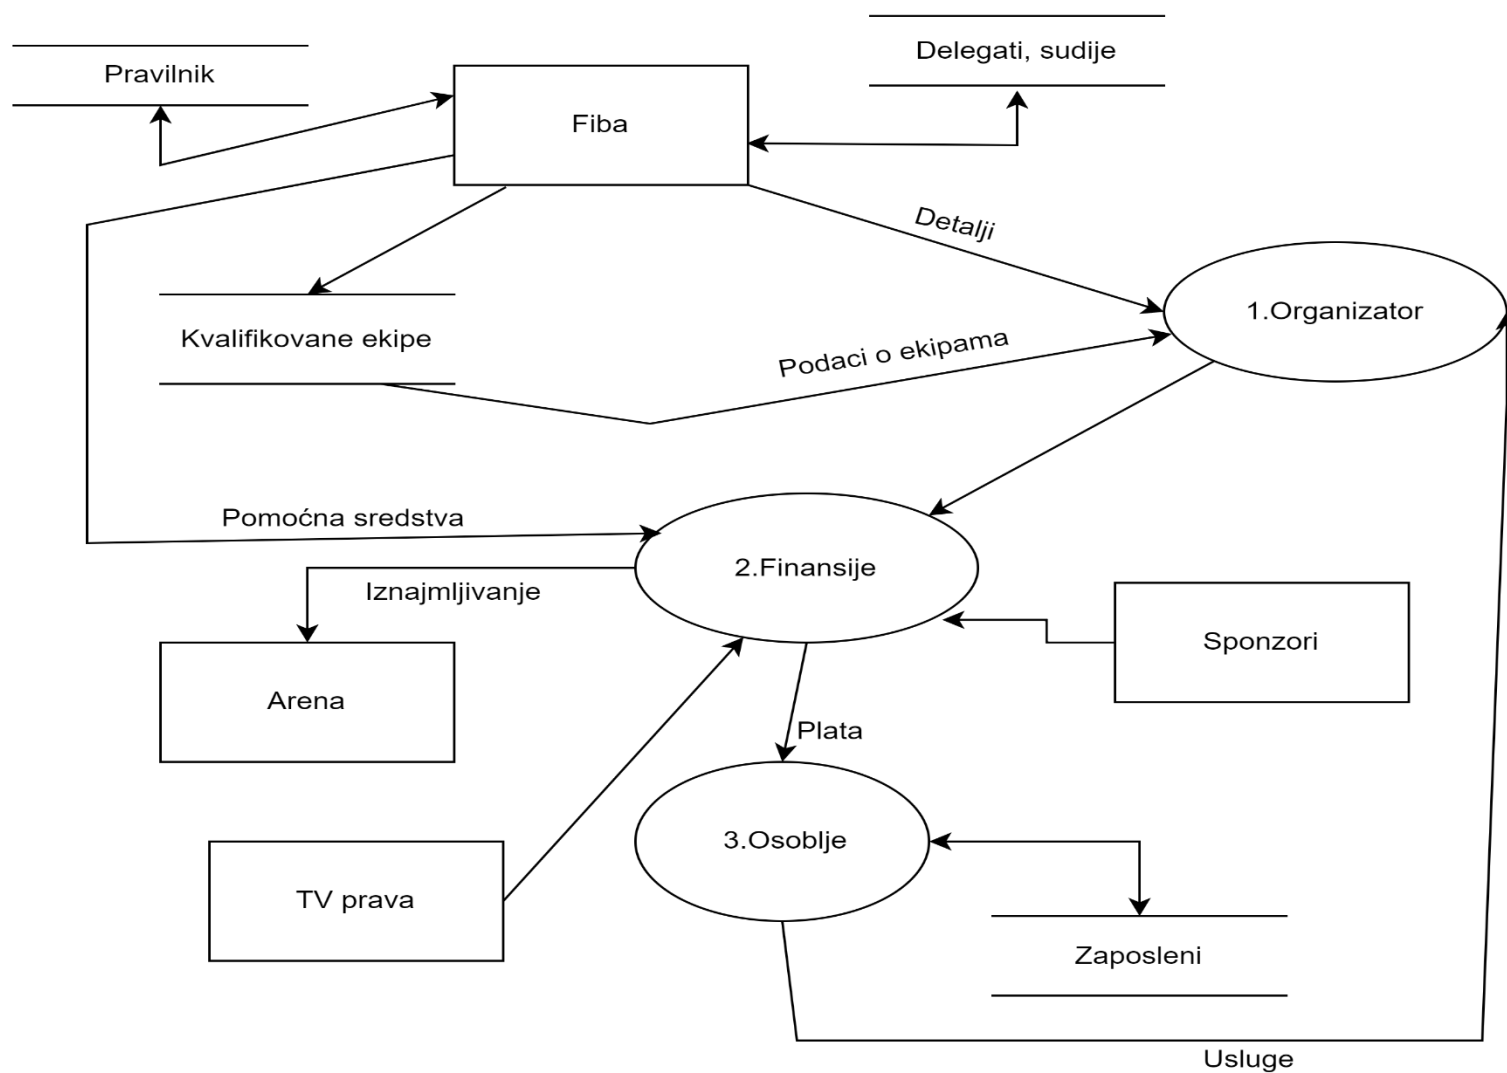 Delegati, sudije
Pravilnik
Fiba
Detalji
1.Organizator
Kvalifikovane ekipe
Podaci o ekipama
Pomoćna sredstva
2.Finansije
Iznajmljivanje
Sponzori
Arena
Plata
3.Osoblje
TV prava
Zaposleni
Usluge